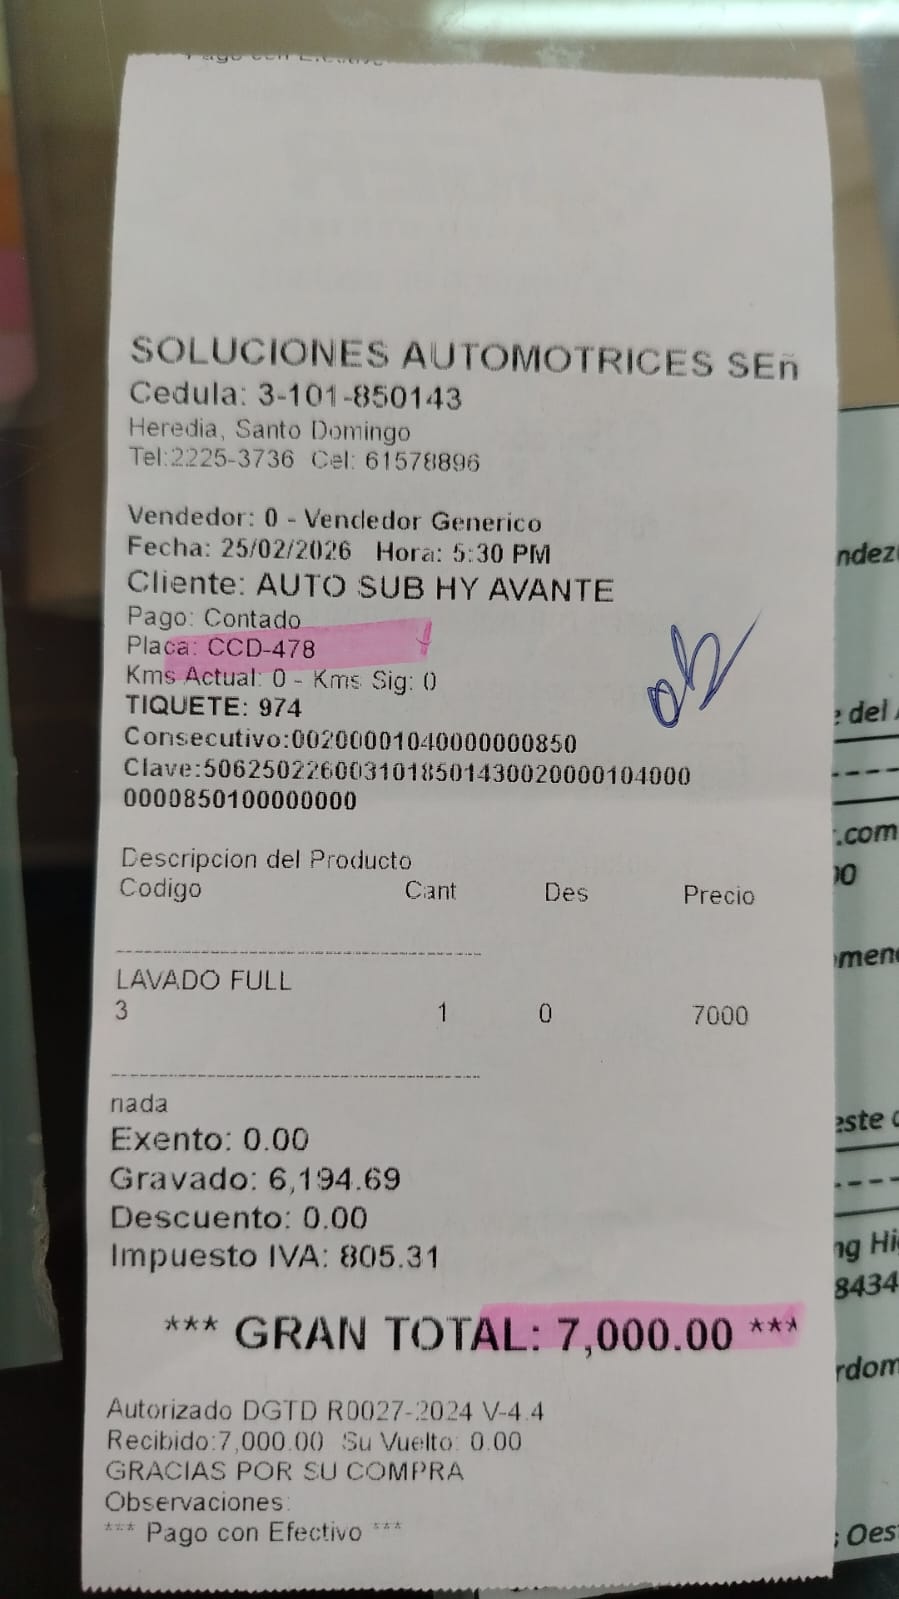 SOLUCIONES AUTOMOTRICES SEñ
Cedula: 3-101-850143
Heredia, Santo Domingo
Tel:2225-3736 Cel: 61578896
Vendedor: 0 - Vendedor Generico
Fecha: 25/02/2026 Hora: 5:30 PM
Cliente: AUTO SUB HY AVANTE
Pago: Contado
Placa: CCD-478
Kms Actual: 0 - Kms Sig: 0
TIQUETE: 974
Consecutivo:00200001040000000850
Clave:5062502260031018501430020000104000
0000850100000000
Descripcion del Producto
Codigo Cant Des Precio
LAVADO FULL
3 1 0 7000
nada
Exento: 0.00
Gravado: 6,194.69
Descuento: 0.00
Impuesto IVA: 805.31
*** GRAN TOTAL: 7,000.00 ***
Autorizado DGTD R0027-2024 V-4.4
Recibido:7,000.00 Su Vuelto: 0.00
GRACIAS POR SU COMPRA
Observaciones:
*** Pago con Efectivo ***
ndez
del
.com
8434